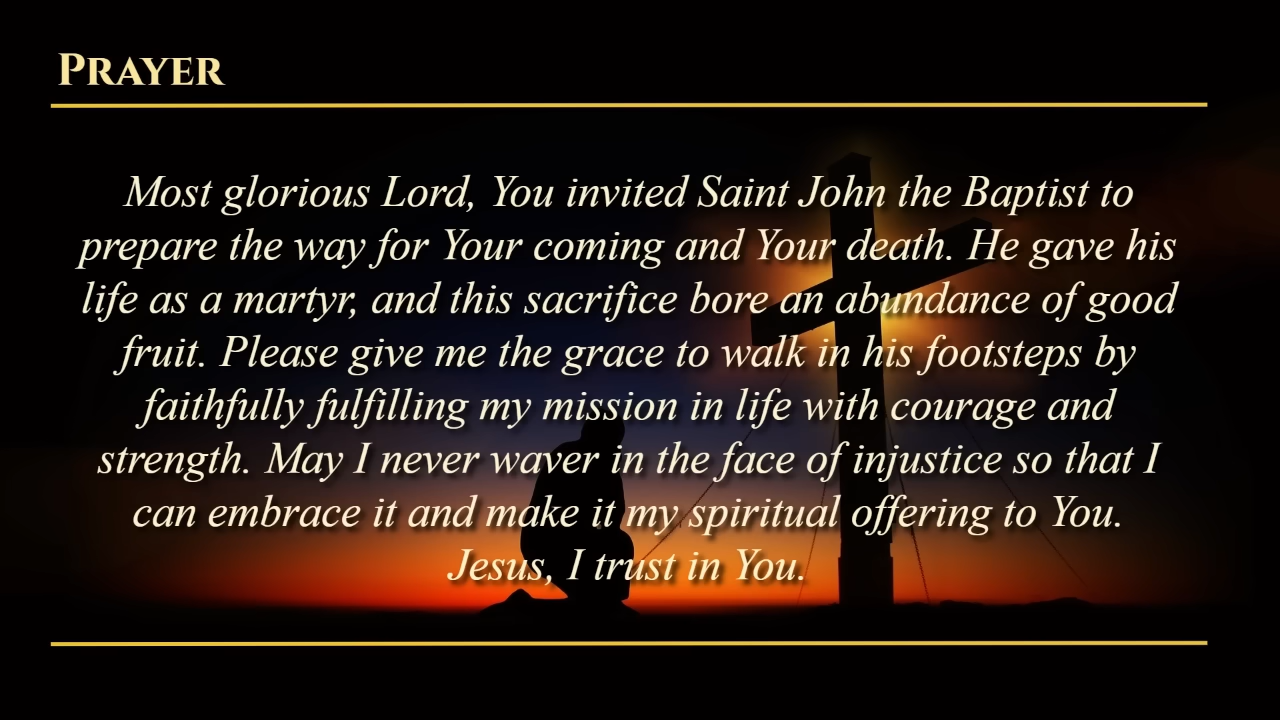 PRAYER
Most glorious Lord, You invited Saint John the Baptist to
prepare the way for Your coming and Your death. He gave his
life as a martyr, and this sacrifice bore an abundance of good
fruit. Please give me the grace to walk in his footsteps by
faithfully fulfilling my mission in life with courage and
strength. May I never waver in the face of injustice so that I
can embrace it and make it my spiritual offering to You.
Jesus, I trust in You.